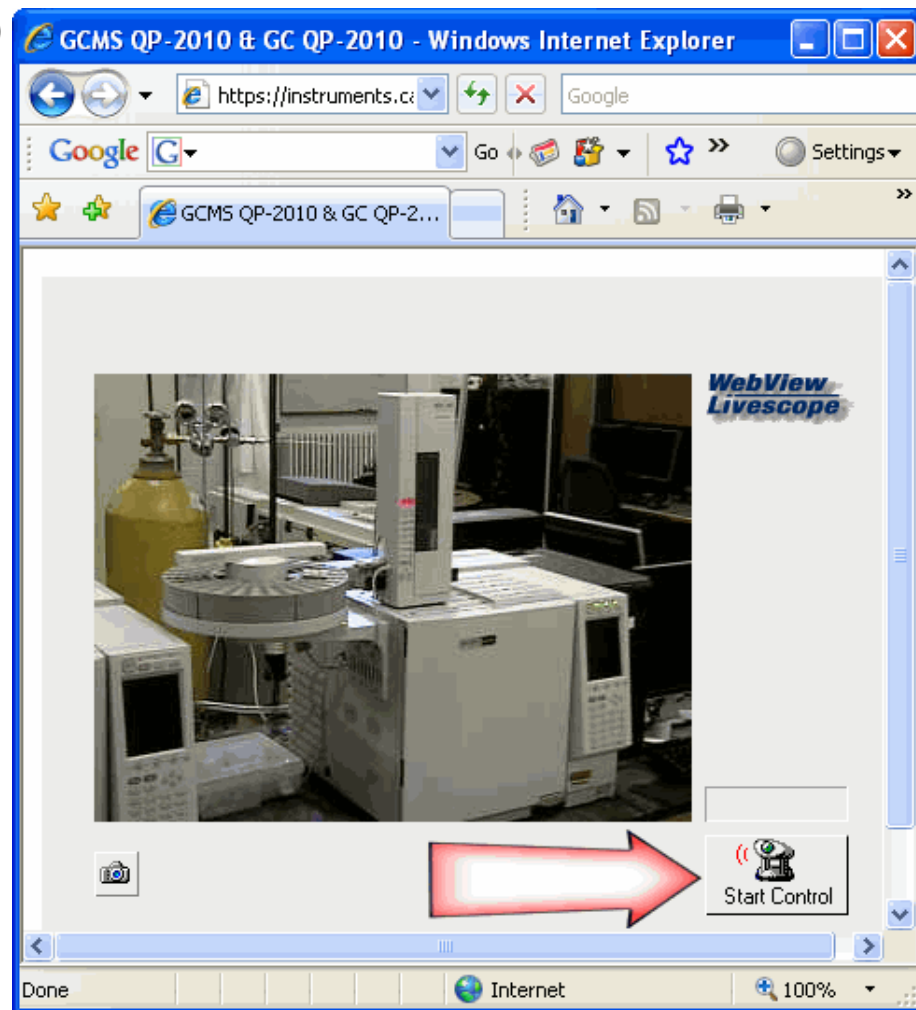 GCMS QP-2010 & GC QP-2010 - Windows Internet Explorer
https://instruments.ca
Google
Google G Go » Settings
GCMS QP-2010 & GC QP-2... »
WebView
Livescope
Start Control
Done Internet 100%